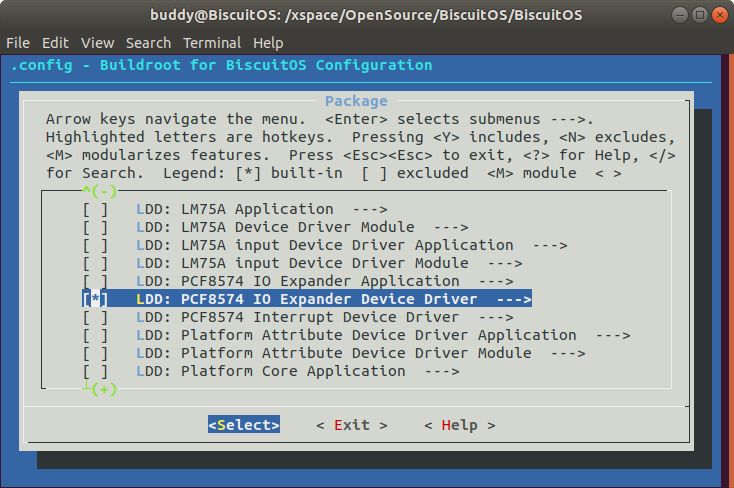 buddy@BiscuitOS: /xspace/OpenSource/BiscuitOS/BiscuitOS
File Edit View Search Terminal Help
.config - Buildroot for BiscuitOS Configuration
Package
Arrow keys navigate the menu. <Enter> selects submenus --->.
Highlighted letters are hotkeys. Pressing <Y> includes, <N> excludes,
<M> modularizes features. Press <Esc><Esc> to exit, <?> for Help, </>
for Search. Legend: [*] built-in [ ] excluded <M> module < >
^(-)
[ ] LDD: LM75A Application --->
[ ] LDD: LM75A Device Driver Module --->
[ ] LDD: LM75A input Device Driver Application --->
[ ] LDD: LM75A input Device Driver Module --->
[ ] LDD: PCF8574 IO Expander Application --->
[*] LDD: PCF8574 IO Expander Device Driver --->
[ ] LDD: PCF8574 Interrupt Device Driver --->
[ ] LDD: Platform Attribute Device Driver Application --->
[ ] LDD: Platform Attribute Device Driver Module --->
[ ] LDD: Platform Core Application --->
(+)
<Select> < Exit > < Help >